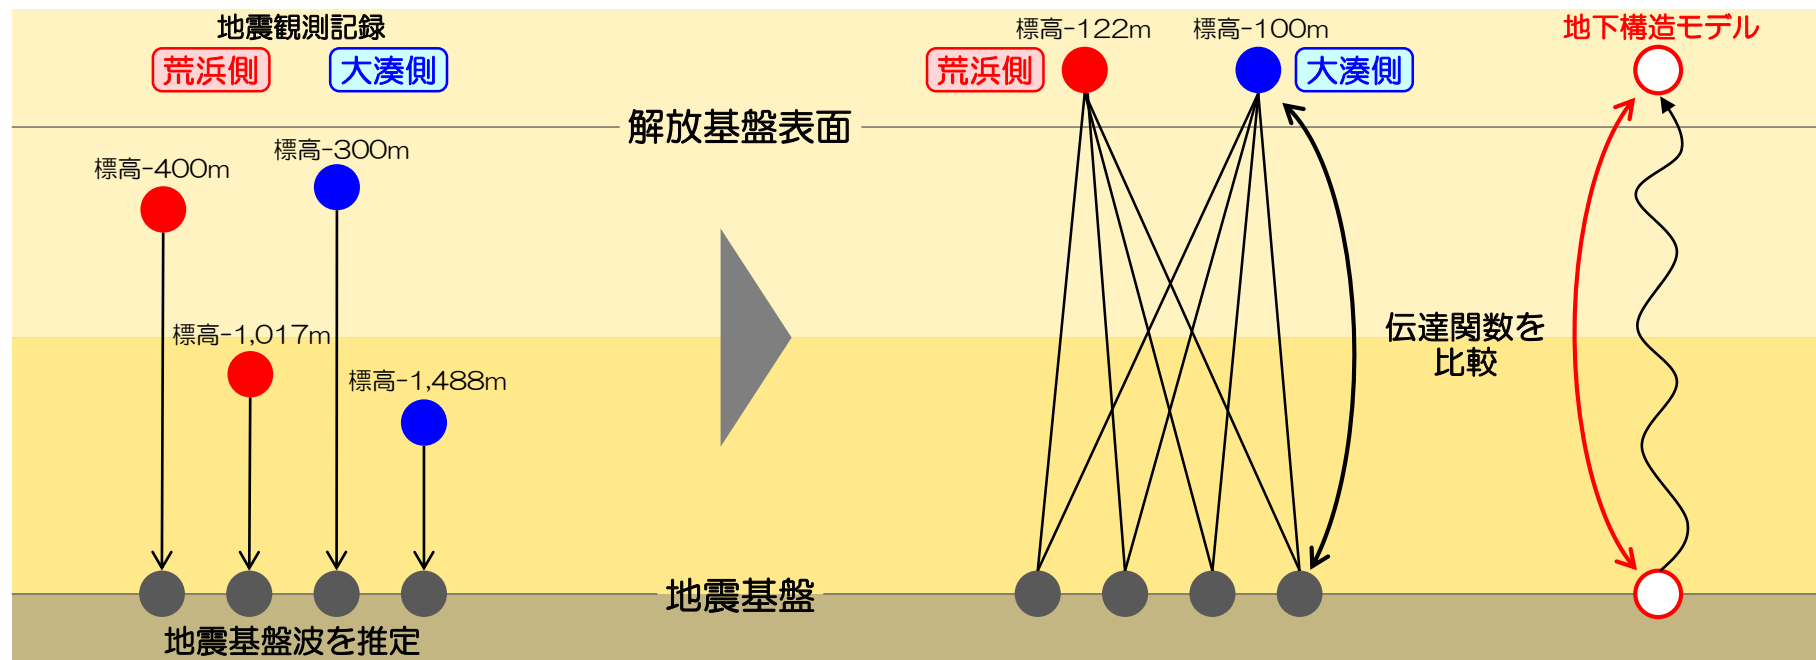 地震観測記録
荒浜側
大湊側
標高-122m
標高-100m
荒浜側
大湊側
地下構造モデル
解放基盤表面
標高-400m
標高-300m
標高-1,017m
標高-1,488m
伝達関数を
比較
地震基盤
地震基盤波を推定